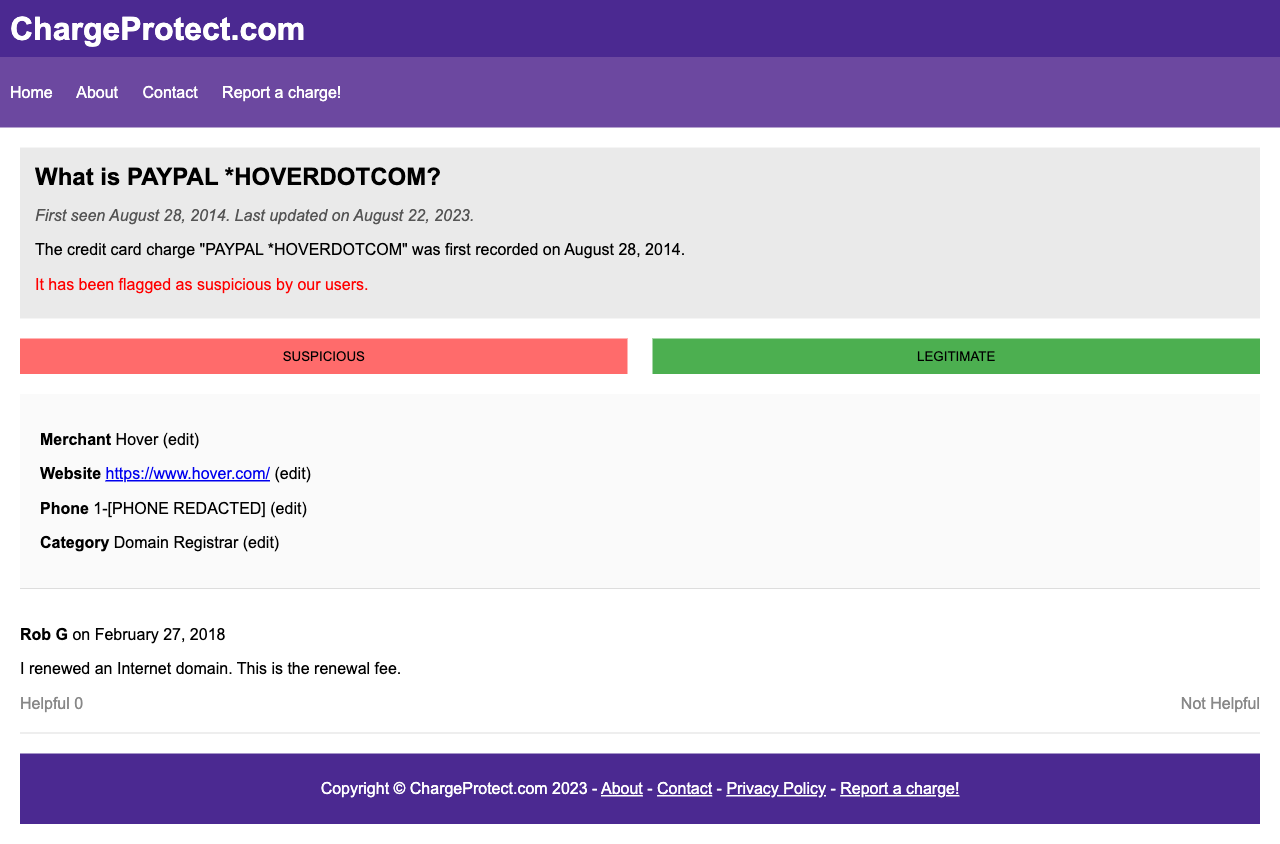 ChargeProtect.com
Home About Contact Report a charge!
What is PAYPAL *HOVERDOTCOM?
First seen August 28, 2014. Last updated on August 22, 2023.
The credit card charge "PAYPAL *HOVERDOTCOM" was first recorded on August 28, 2014.
It has been flagged as suspicious by our users.
SUSPICIOUS LEGITIMATE
Merchant Hover (edit)
Website https://www.hover.com/ (edit)
Phone 1-[PHONE REDACTED] (edit)
Category Domain Registrar (edit)
Rob G on February 27, 2018
I renewed an Internet domain. This is the renewal fee.
Helpful 0 Not Helpful
Copyright © ChargeProtect.com 2023 - About - Contact - Privacy Policy - Report a charge!